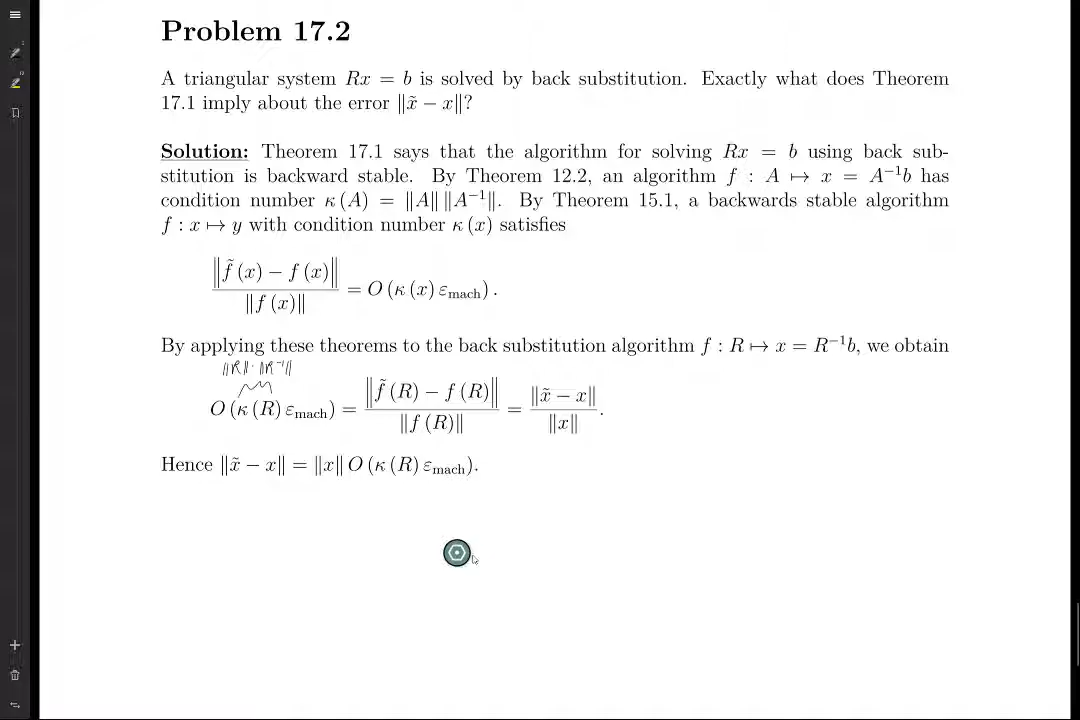 Problem 17.2
A triangular system Rx = b is solved by back substitution. Exactly what does Theorem
17.1 imply about the error ‖x̃ − x‖?
Solution: Theorem 17.1 says that the algorithm for solving Rx = b using back sub-
stitution is backward stable. By Theorem 12.2, an algorithm f : A ↦ x = A⁻¹b has
condition number κ (A) = ‖A‖ ‖A⁻¹‖. By Theorem 15.1, a backwards stable algorithm
f : x ↦ y with condition number κ (x) satisfies
‖f̃ (x) − f (x)‖ / ‖f (x)‖ = O (κ (x) ε_mach) .
By applying these theorems to the back substitution algorithm f : R ↦ x = R⁻¹b, we obtain
‖R‖ · ‖R⁻¹‖
O (κ (R) ε_mach) = ‖f̃ (R) − f (R)‖ / ‖f (R)‖ = ‖x̃ − x‖ / ‖x‖ .
Hence ‖x̃ − x‖ = ‖x‖ O (κ (R) ε_mach).